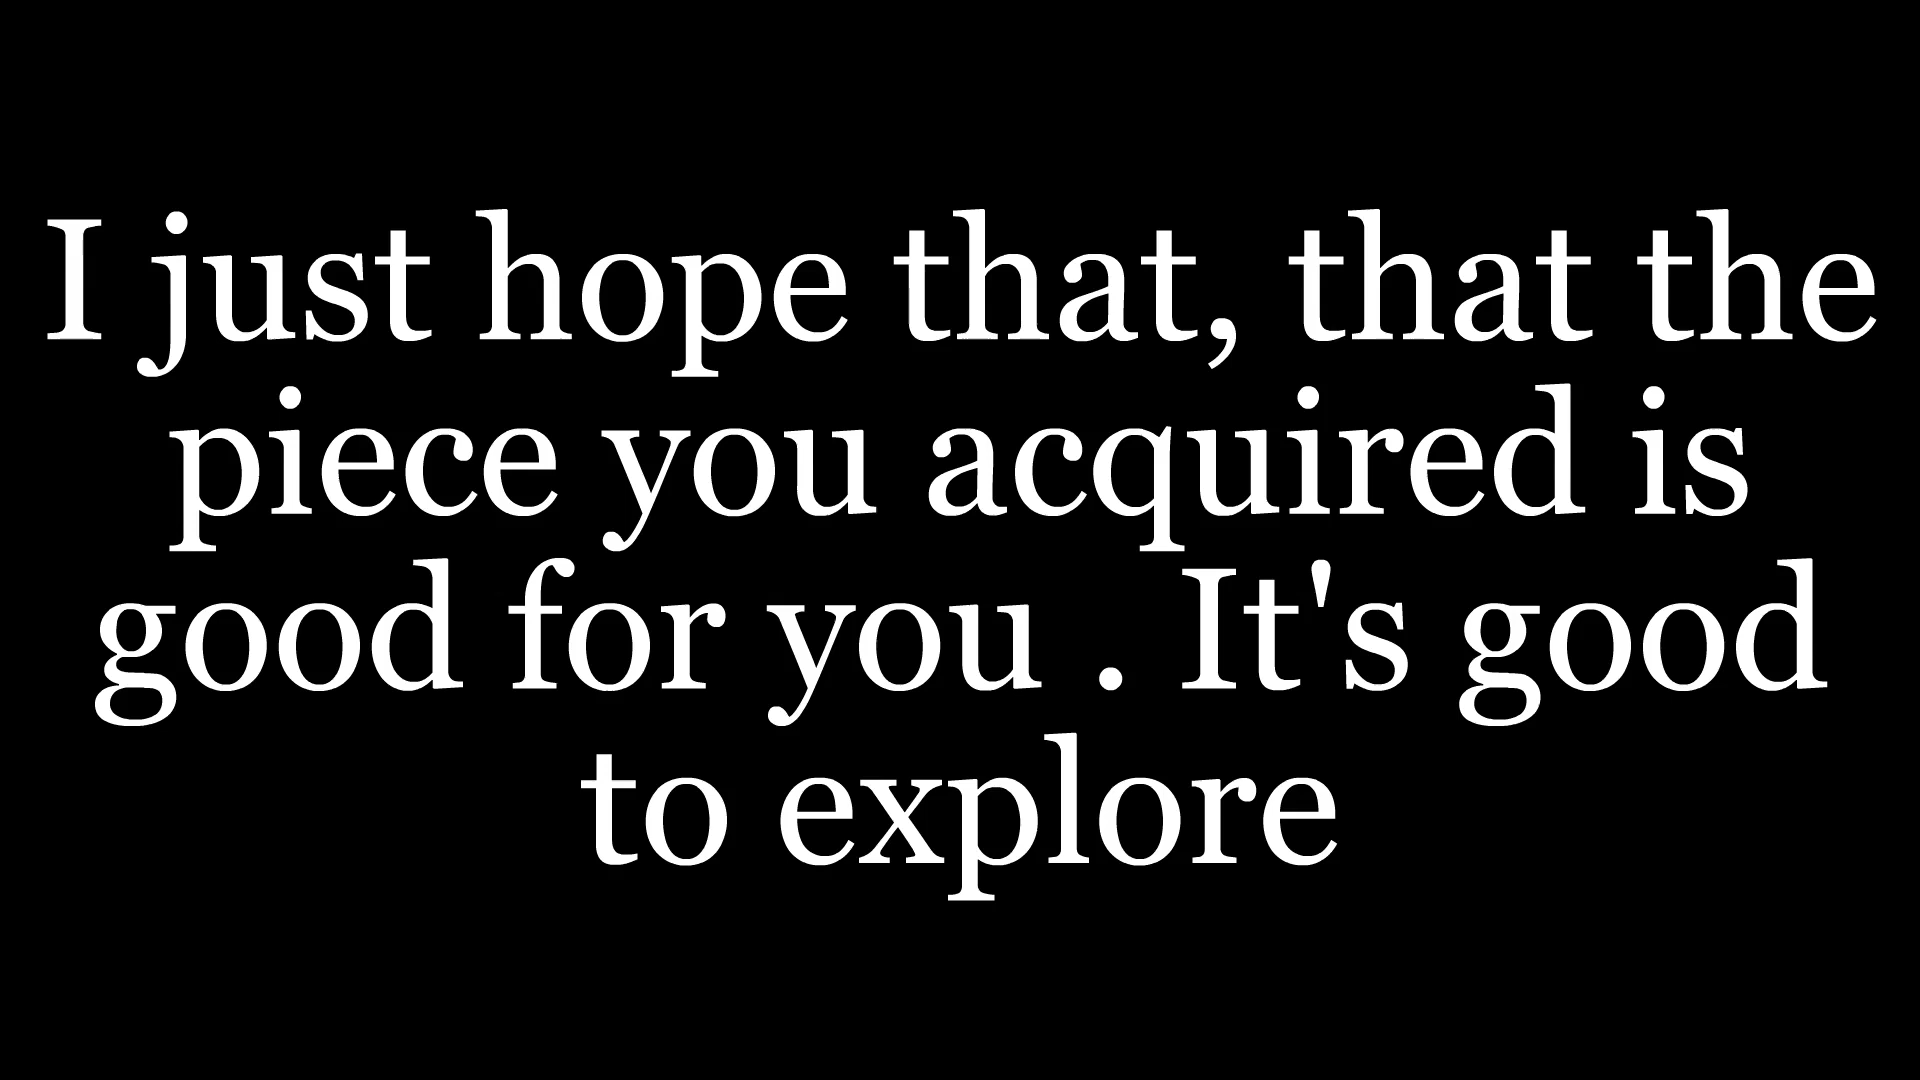 I just hope that, that the
piece you acquired is
good for you . It's good
to explore